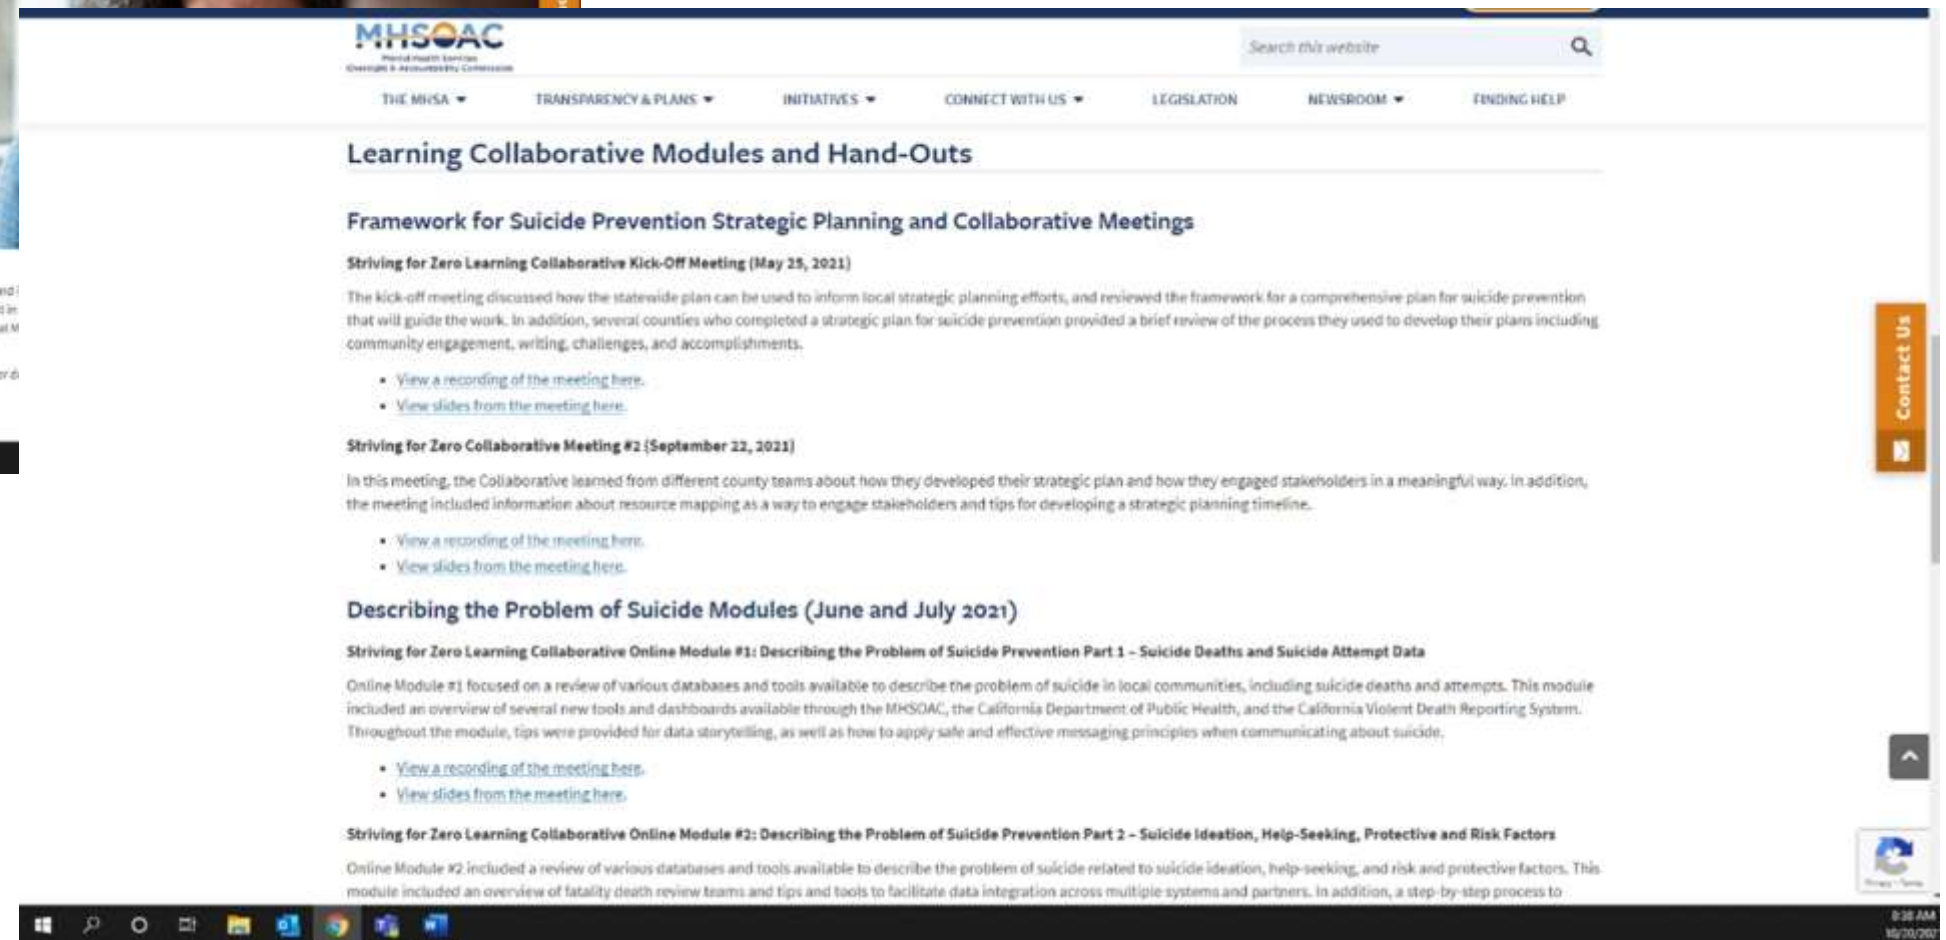 MHSOAC
Mental Health Services
Oversight & Accountability Commission
Search this website
THE MHSA
TRANSPARENCY & PLANS
INITIATIVES
CONNECT WITH US
LEGISLATION
NEWSROOM
FINDING HELP
Learning Collaborative Modules and Hand-Outs
Framework for Suicide Prevention Strategic Planning and Collaborative Meetings
Striving for Zero Learning Collaborative Kick-Off Meeting (May 25, 2021)
The kick-off meeting discussed how the statewide plan can be used to inform local strategic planning efforts, and reviewed the framework for a comprehensive plan for suicide prevention
that will guide the work. In addition, several counties who completed a strategic plan for suicide prevention provided a brief review of the process they used to develop their plans including
community engagement, writing, challenges, and accomplishments.
• View a recording of the meeting here.
• View slides from the meeting here.
Striving for Zero Collaborative Meeting #2 (September 22, 2021)
In this meeting, the Collaborative learned from different county teams about how they developed their strategic plan and how they engaged stakeholders in a meaningful way. In addition,
the meeting included information about resource mapping as a way to engage stakeholders and tips for developing a strategic planning timeline.
• View a recording of the meeting here.
• View slides from the meeting here.
Describing the Problem of Suicide Modules (June and July 2021)
Striving for Zero Learning Collaborative Online Module #1: Describing the Problem of Suicide Prevention Part 1 – Suicide Deaths and Suicide Attempt Data
Online Module #1 focused on a review of various databases and tools available to describe the problem of suicide in local communities, including suicide deaths and attempts. This module
included an overview of several new tools and dashboards available through the MHSOAC, the California Department of Public Health, and the California Violent Death Reporting System.
Throughout the module, tips were provided for data storytelling, as well as how to apply safe and effective messaging principles when communicating about suicide.
• View a recording of the meeting here.
• View slides from the meeting here.
Striving for Zero Learning Collaborative Online Module #2: Describing the Problem of Suicide Prevention Part 2 – Suicide Ideation, Help-Seeking, Protective and Risk Factors
Online Module #2 included a review of various databases and tools available to describe the problem of suicide related to suicide ideation, help-seeking, and risk and protective factors. This
module included an overview of fatality death review teams and tips and tools to facilitate data integration across multiple systems and partners. In addition, a step-by-step process to
Contact Us
Privacy - Terms
8:38 AM